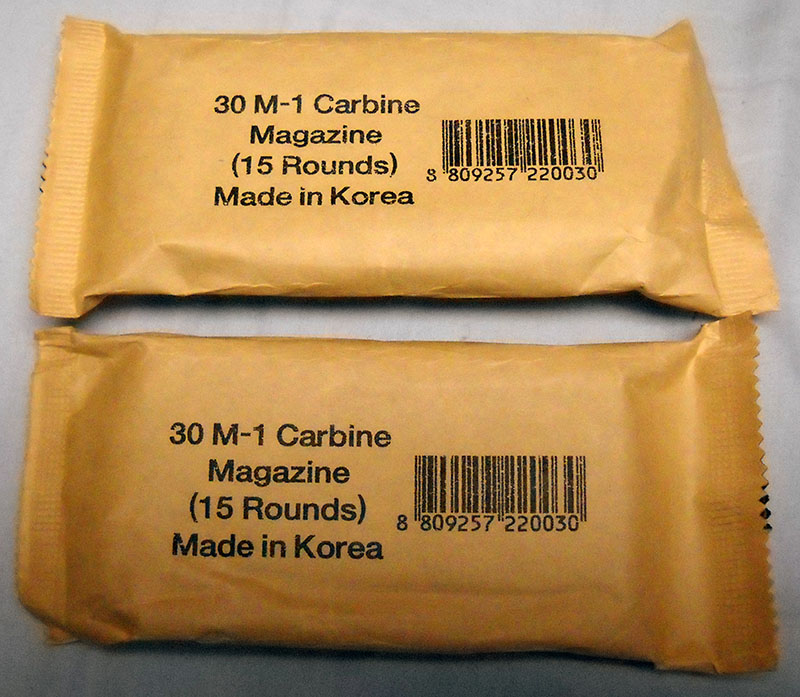 30 M-1 Carbine
Magazine
(15 Rounds)
Made in Korea
8 809257 220030
30 M-1 Carbine
Magazine
(15 Rounds)
Made in Korea
8 809257 220030